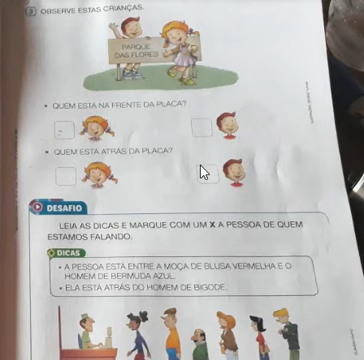 3 OBSERVE ESTAS CRIANÇAS.
PARQUE
DAS FLORES
• QUEM ESTÁ NA FRENTE DA PLACA?
• QUEM ESTÁ ATRÁS DA PLACA?
DESAFIO
LEIA AS DICAS E MARQUE COM UM X A PESSOA DE QUEM
ESTAMOS FALANDO.
DICAS
• A PESSOA ESTÁ ENTRE A MOÇA DE BLUSA VERMELHA E O
HOMEM DE BERMUDA AZUL.
• ELA ESTÁ ATRÁS DO HOMEM DE BIGODE.